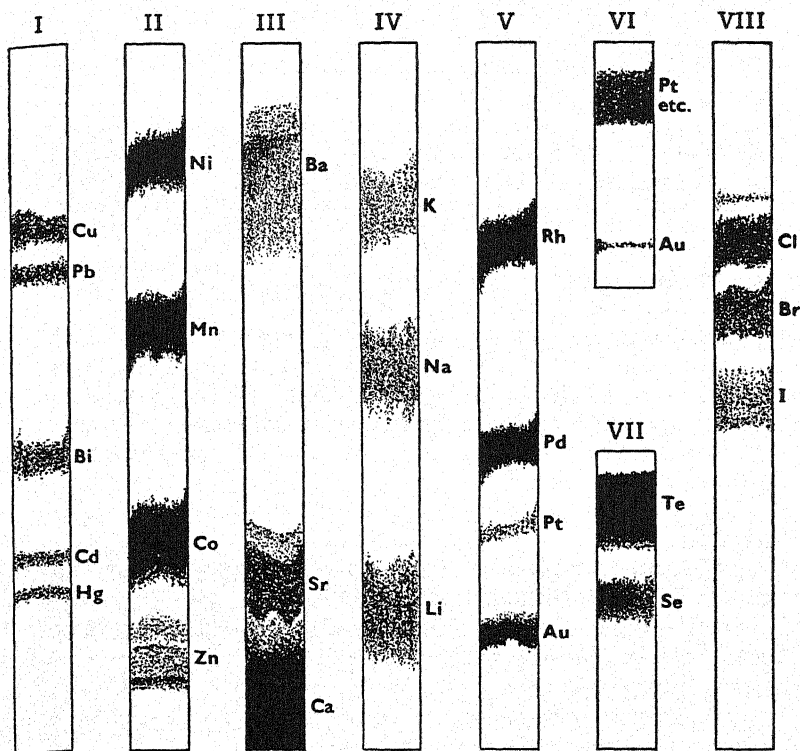 I
II
III
IV
V
VI
VIII
Cu
Pb
Bi
Cd
Hg
Ni
Mn
Co
Zn
Ba
Sr
Ca
K
Na
Li
Rh
Pd
Pt
Au
Pt
etc.
Au
VII
Te
Se
Cl
Br
I